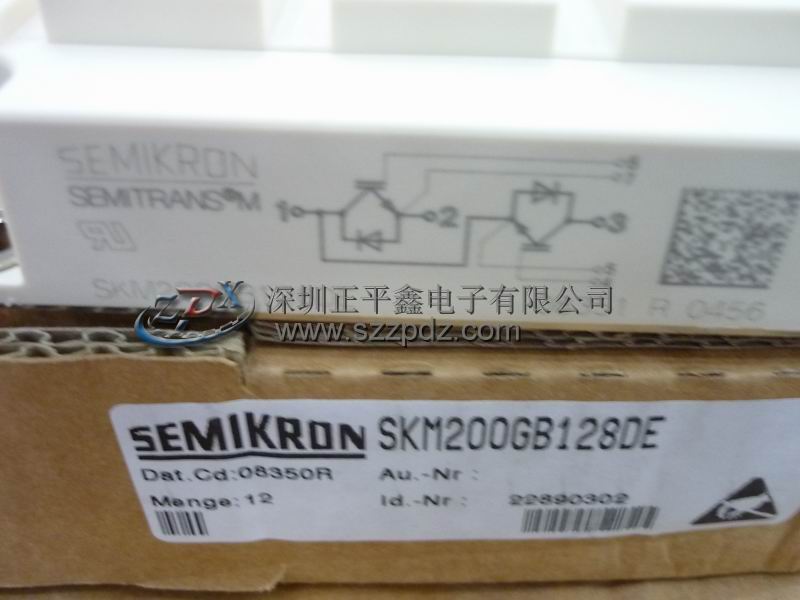 SEMIKRON
SEMITRANS®M
1 2 3
R 0456
ZPDX 深圳正平鑫电子有限公司
www.szzpdz.com
SEMIKRON SKM200GB128DE
Dat.Cd:08350R Au.-Nr :
Menge:12 Id.-Nr.: 22890302